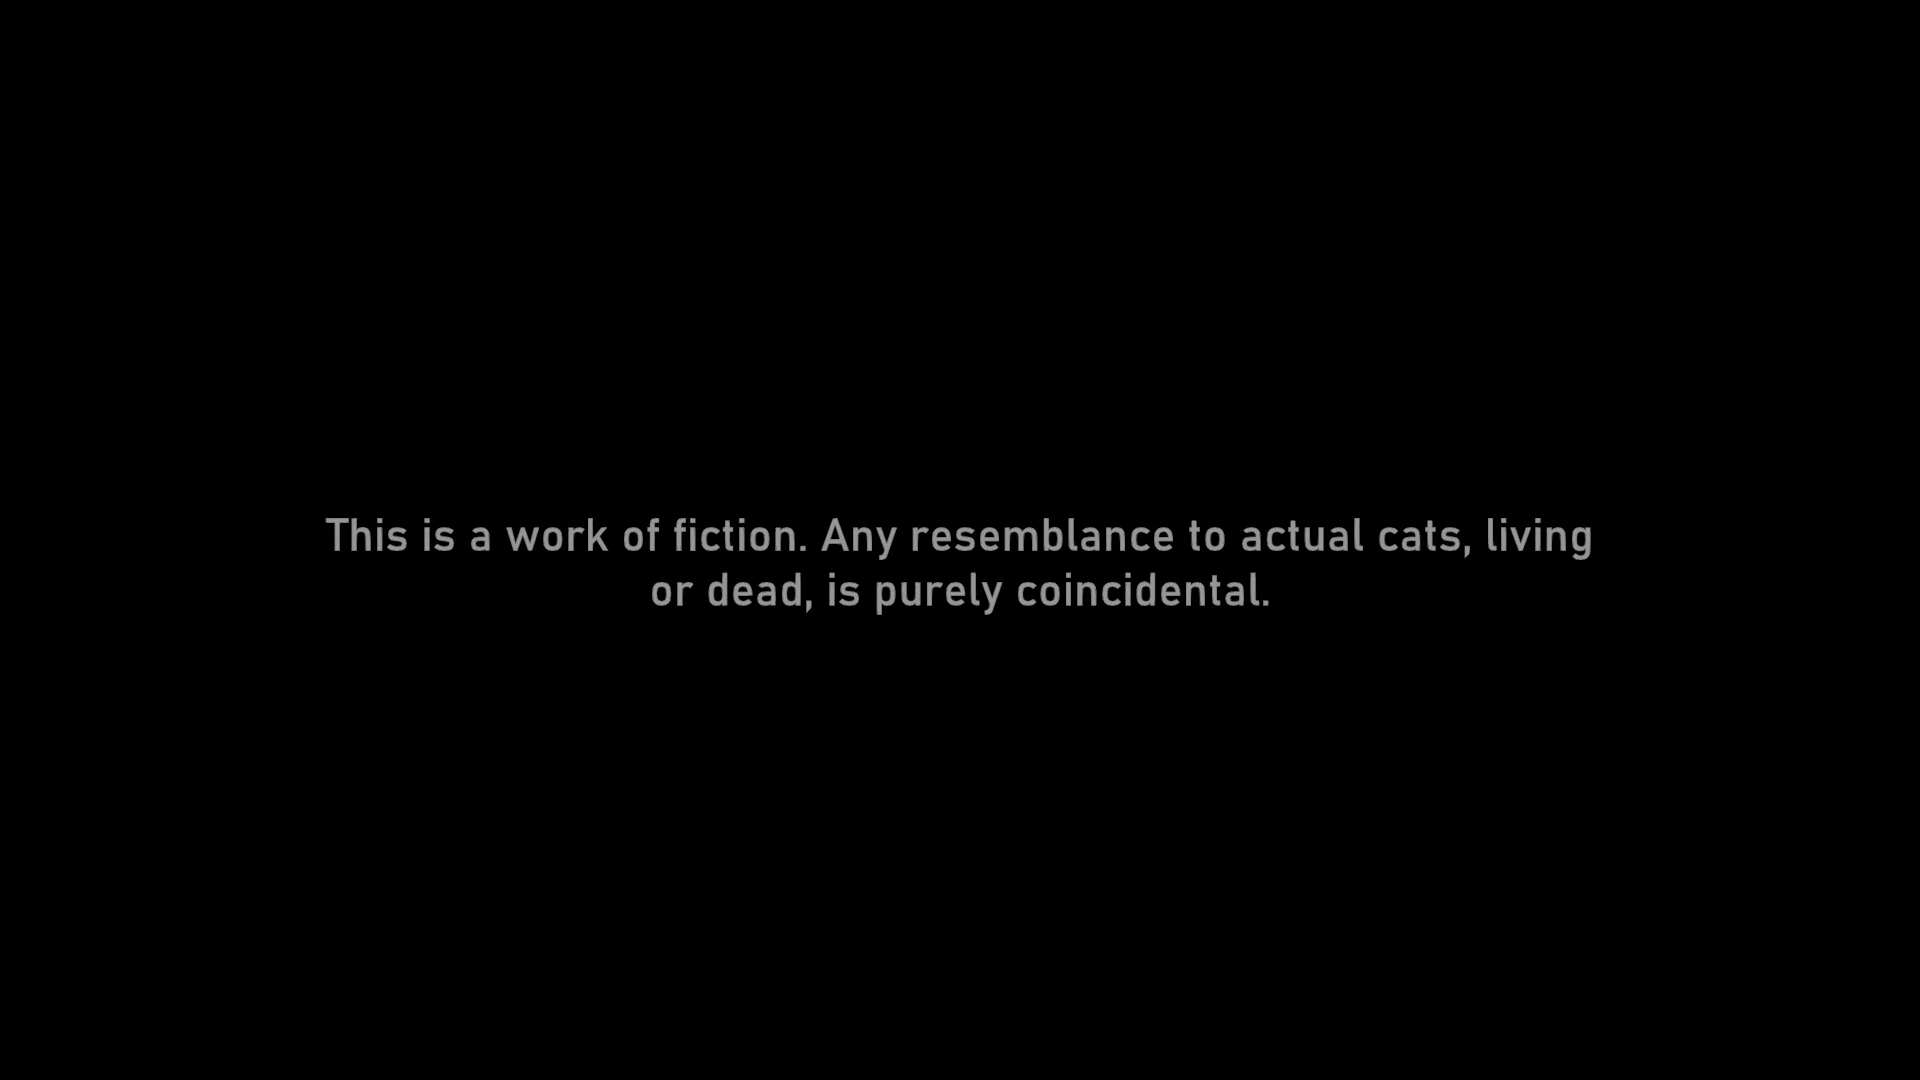 This is a work of fiction. Any resemblance to actual cats, living
or dead, is purely coincidental.